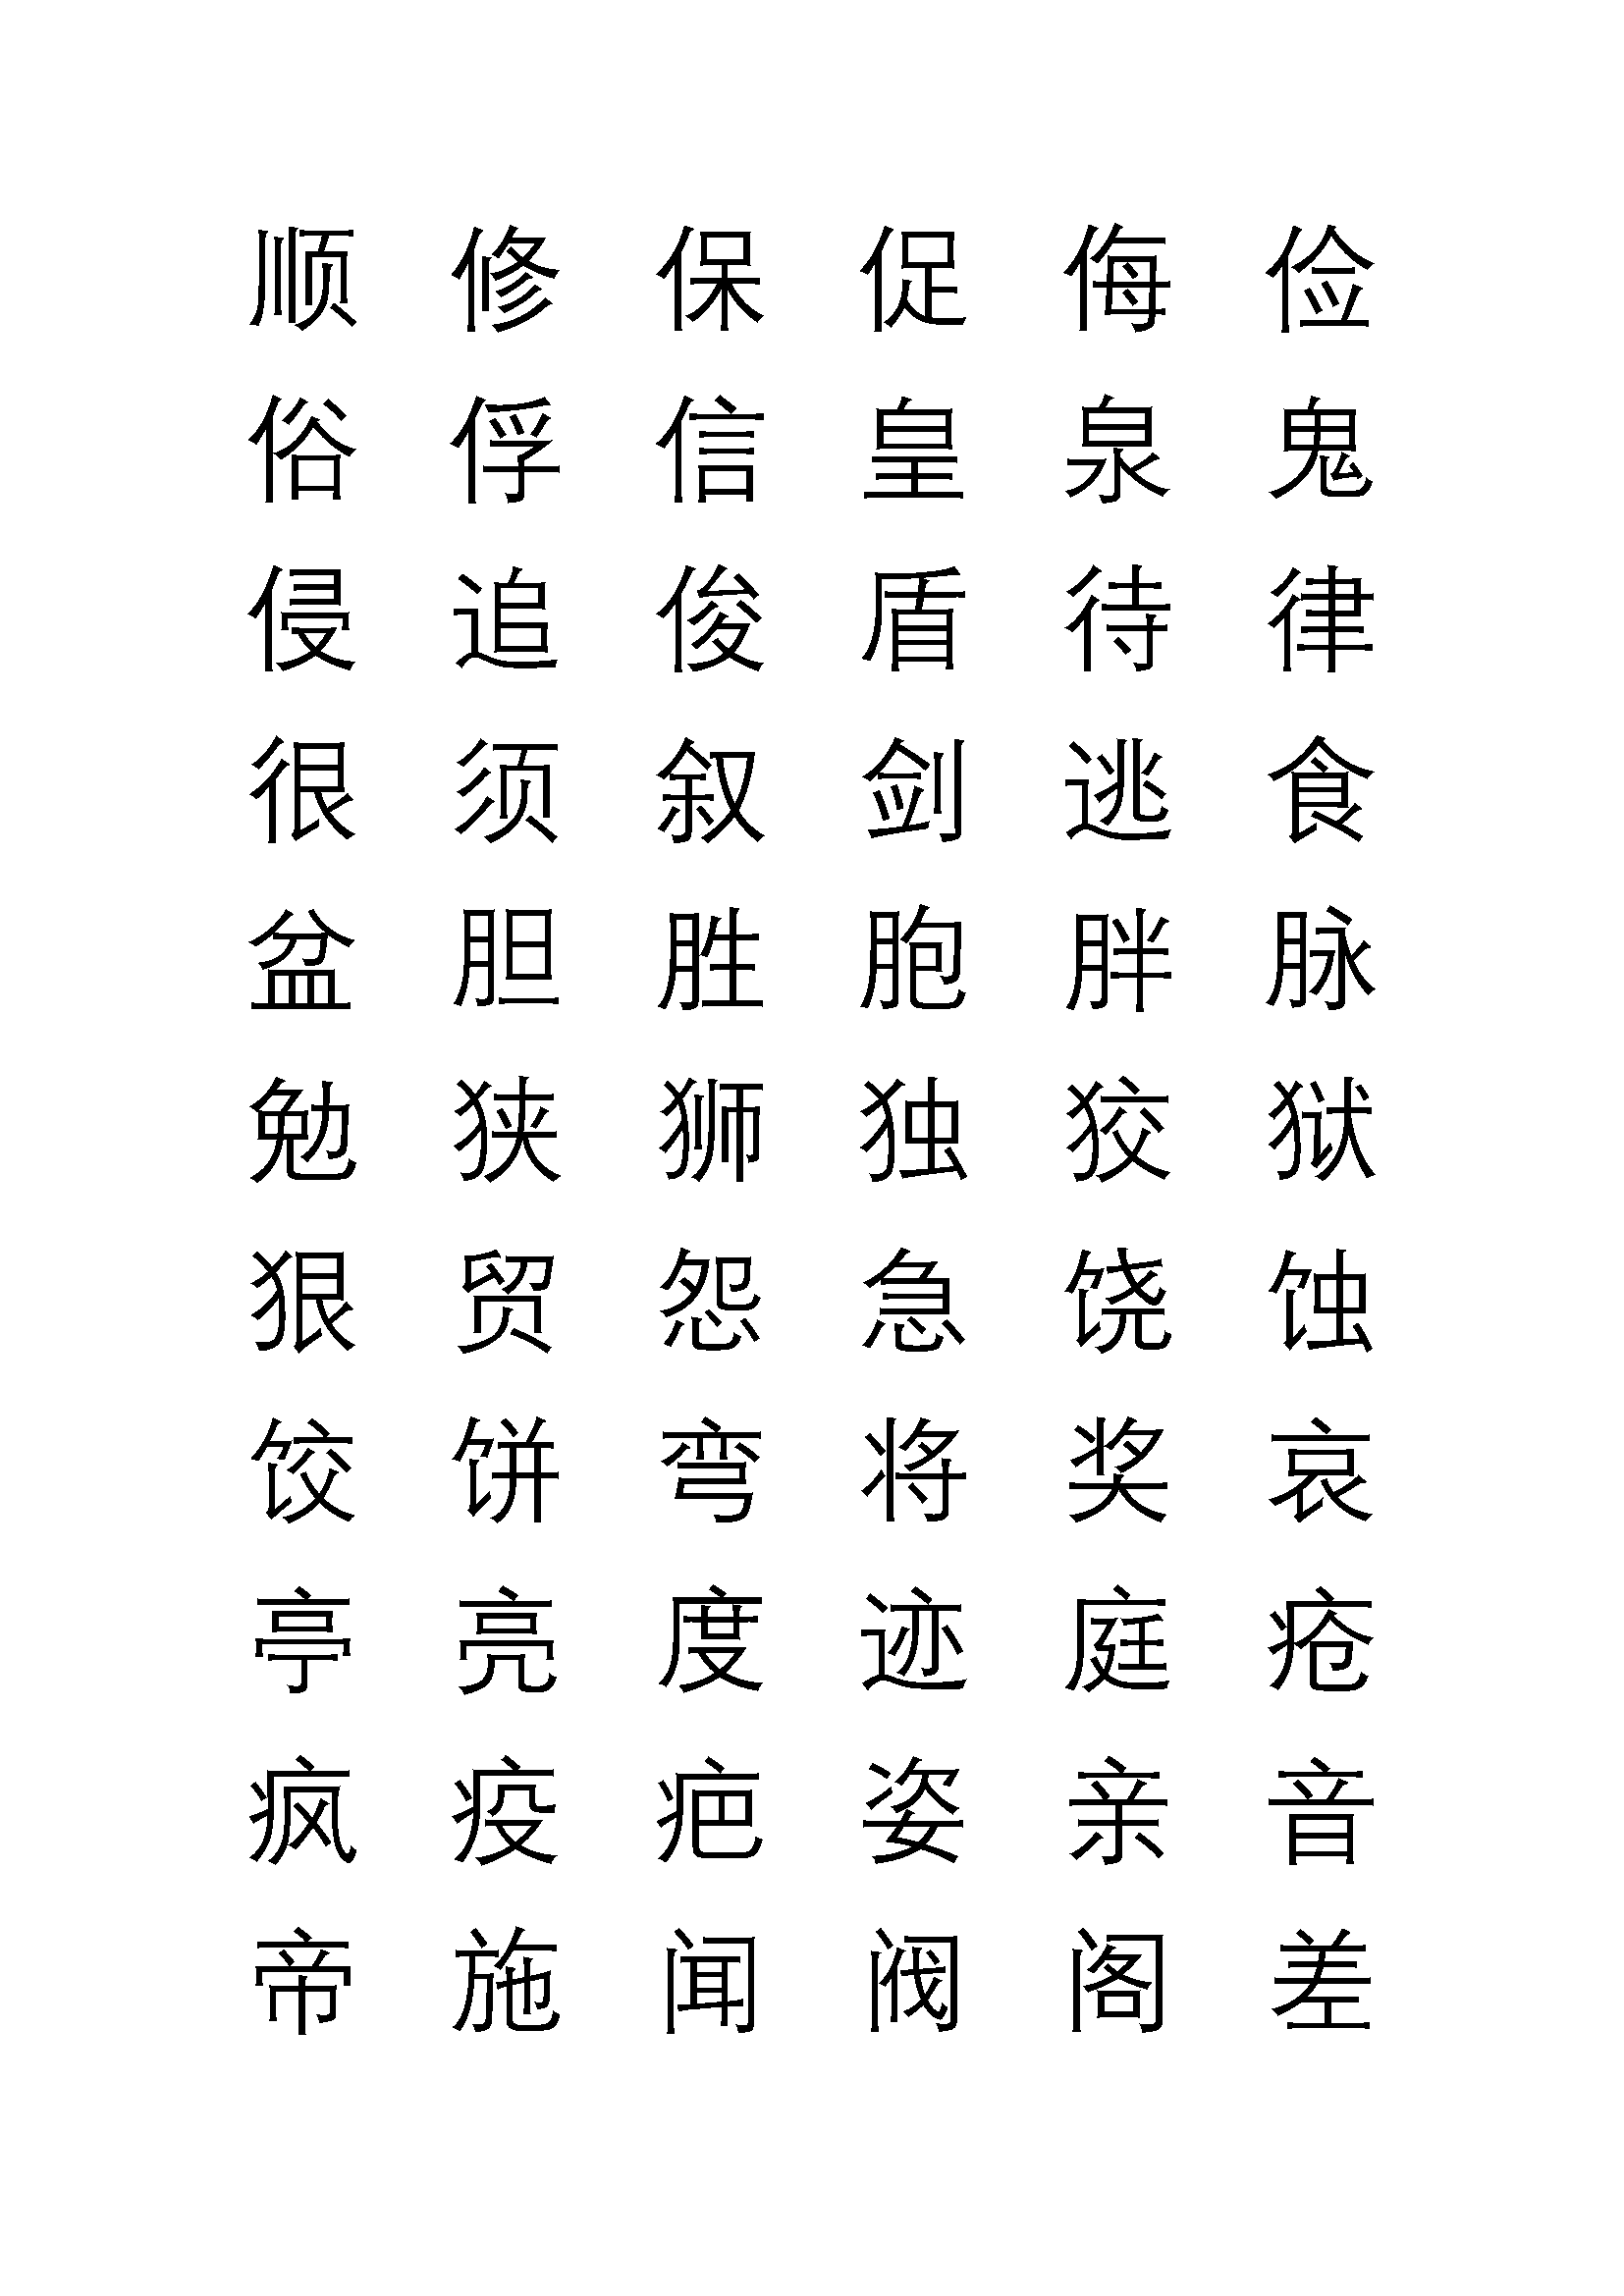 顺 修 保 促 侮 俭
俗 俘 信 皇 泉 鬼
侵 追 俊 盾 待 律
很 须 叙 剑 逃 食
盆 胆 胜 胞 胖 脉
勉 狭 狮 独 狡 狱
狠 贸 怨 急 饶 蚀
饺 饼 弯 将 奖 哀
亭 亮 度 迹 庭 疮
疯 疫 疤 姿 亲 音
帝 施 闻 阀 阁 差